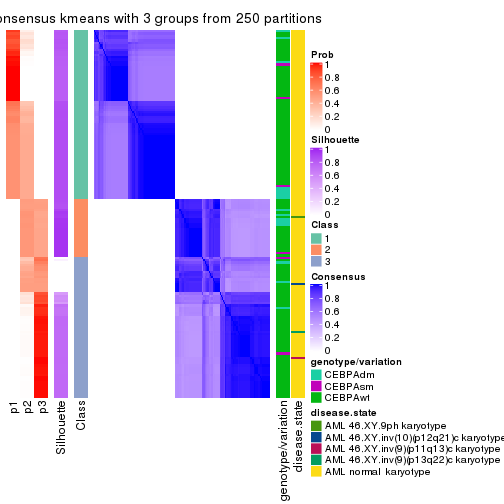 onsensus kmeans with 3 groups from 250 partitions
Prob
1
0.8
0.6
0.4
0.2
0
Silhouette
1
0.8
0.6
0.4
0.2
0
Class
1
2
3
Consensus
1
0.8
0.6
0.4
0.2
0
genotype/variation
CEBPAdm
CEBPAsm
CEBPAwt
disease.state
AML 46.XY.9ph karyotype
AML 46.XY.inv(10)(p12q21)c karyotype
AML 46.XY.inv(9)(p11q13)c karyotype
AML 46.XY.inv(9)(p13q22)c karyotype
AML normal karyotype
p1
p2
p3
Silhouette
Class
genotype/variation
disease.state